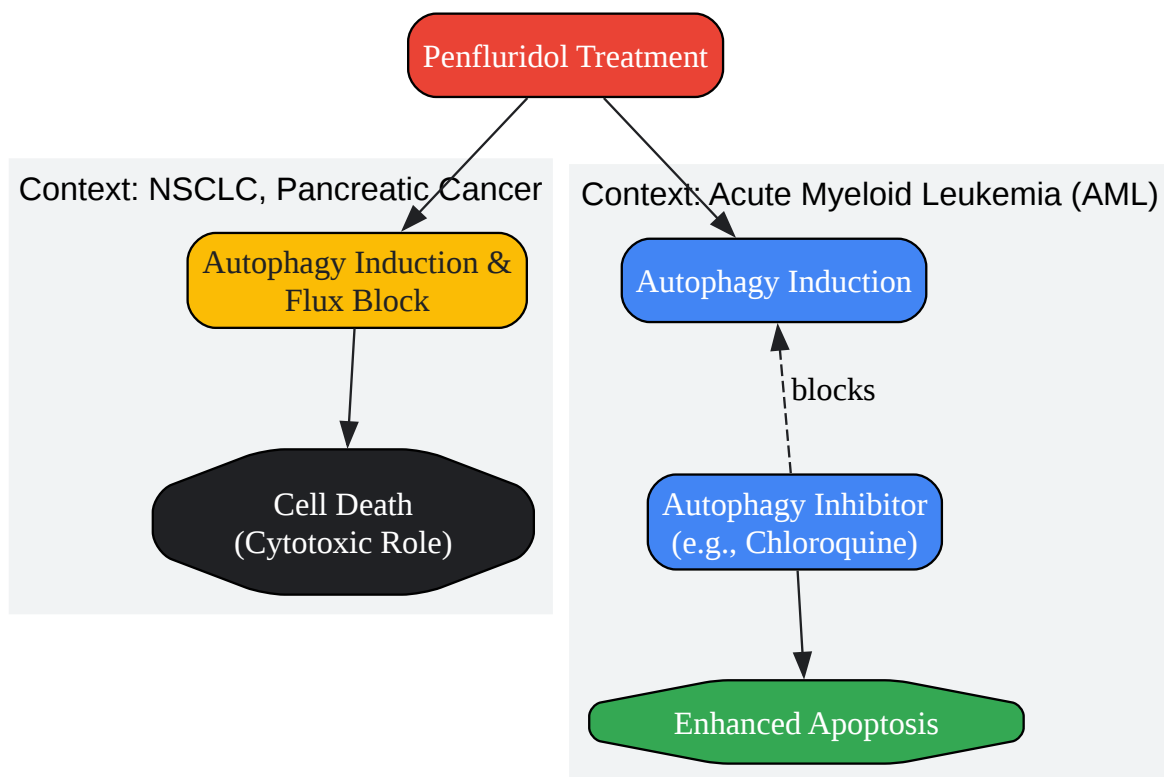 Penfluridol Treatment
Context: NSCLC, Pancreatic Cancer
Autophagy Induction &
Flux Block
Cell Death
(Cytotoxic Role)
Context: Acute Myeloid Leukemia (AML)
Autophagy Induction
blocks
Autophagy Inhibitor
(e.g., Chloroquine)
Enhanced Apoptosis